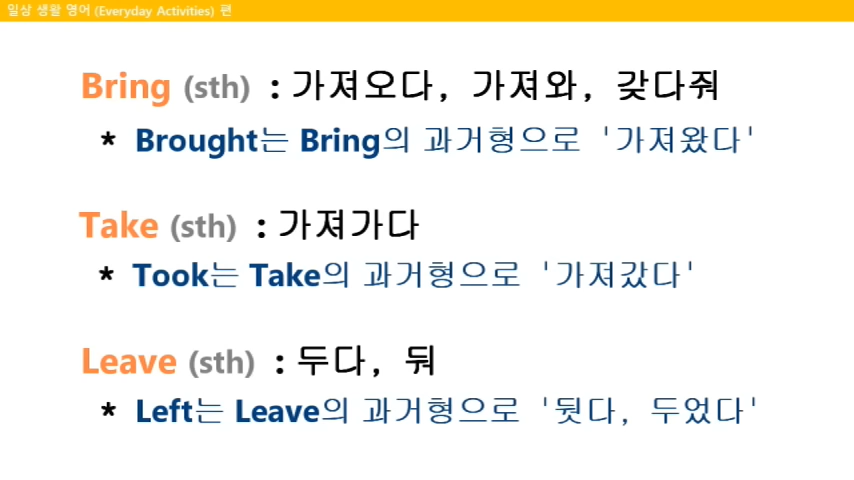 일상 생활 영어 (Everyday Activities) 편
Bring (sth) : 가져오다, 가져와, 갖다줘
* Brought는 Bring의 과거형으로 '가져왔다'
Take (sth) : 가져가다
* Took는 Take의 과거형으로 '가져갔다'
Leave (sth) : 두다, 둬
* Left는 Leave의 과거형으로 '뒀다, 두었다'